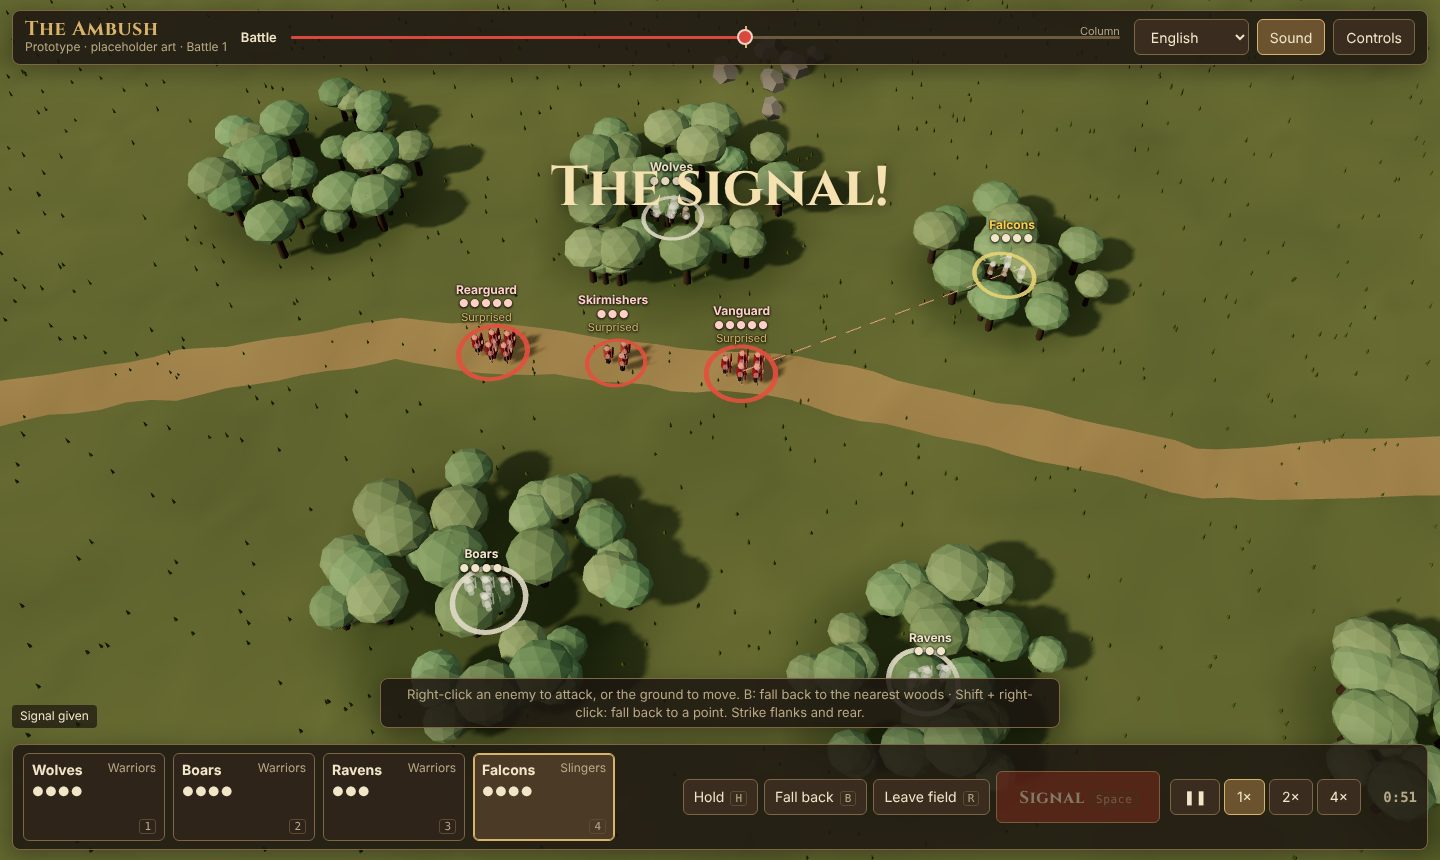 The Ambush
Prototype · placeholder art · Battle 1
Battle
Column
English
Sound
Controls
The signal!
Wolves
Falcons
Rearguard
Surprised
Skirmishers
Surprised
Vanguard
Surprised
Boars
Ravens
Right-click an enemy to attack, or the ground to move. B: fall back to the nearest woods · Shift + right-
click: fall back to a point. Strike flanks and rear.
Signal given
Wolves Warriors
1
Boars Warriors
2
Ravens Warriors
3
Falcons Slingers
4
Hold H
Fall back B
Leave field R
Signal Space
1×
2×
4×
0:51